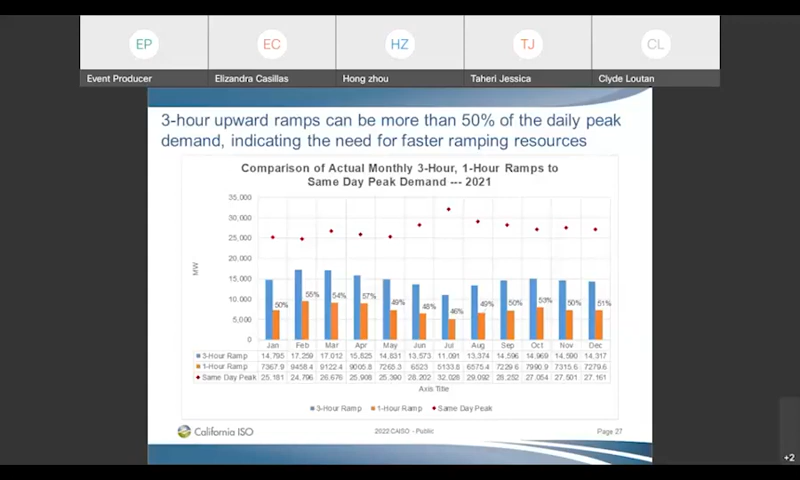 EP
EC
HZ
TJ
CL
Event Producer
Elizandra Casillas
Hong zhou
Taheri Jessica
Clyde Loutan
3-hour upward ramps can be more than 50% of the daily peak
demand, indicating the need for faster ramping resources
Comparison of Actual Monthly 3-Hour, 1-Hour Ramps to
Same Day Peak Demand --- 2021
35,000
30,000
25,000
20,000
15,000
10,000
5,000
0
MW
50%
55%
54%
57%
49%
48%
46%
49%
50%
53%
50%
51%
Jan Feb Mar Apr May Jun Jul Aug Sep Oct Nov Dec
3-Hour Ramp 14,795 17,259 17,012 15,825 14,831 13,573 11,091 13,374 14,596 14,969 14,590 14,317
1-Hour Ramp 7367.9 9458.4 9122.4 9005.8 7265.3 6523 5133.8 6575.4 7229.6 7990.9 7315.6 7279.6
Same Day Peak 25,181 24,796 26,676 25,908 25,390 28,202 32,028 29,092 28,252 27,054 27,501 27,161
Axis Title
3-Hour Ramp 1-Hour Ramp Same Day Peak
California ISO
2022 CAISO - Public
Page 27
+2